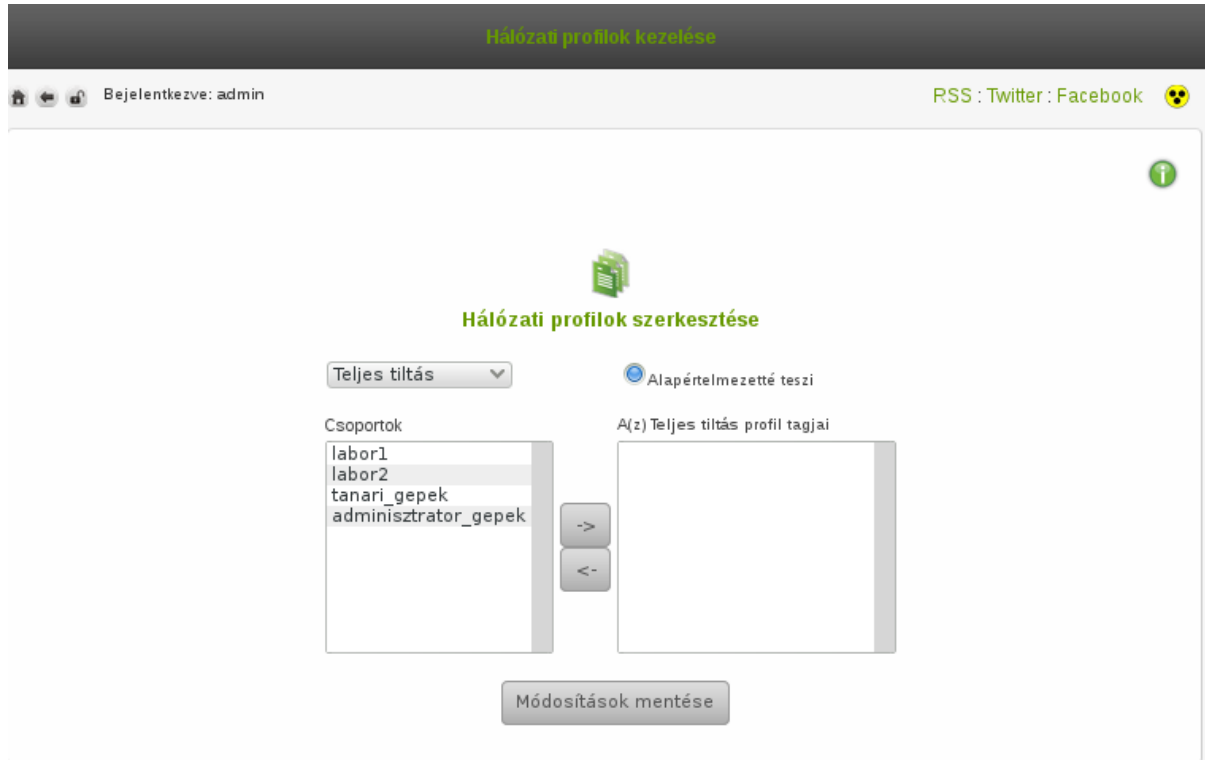 Hálózati profilok kezelése
Bejelentkezve: admin
RSS : Twitter : Facebook
Hálózati profilok szerkesztése
Teljes tiltás
Alapértelmezetté teszi
Csoportok
A(z) Teljes tiltás profil tagjai
labor1
labor2
tanari_gepek
adminisztrator_gepek
->
<-
Módosítások mentése